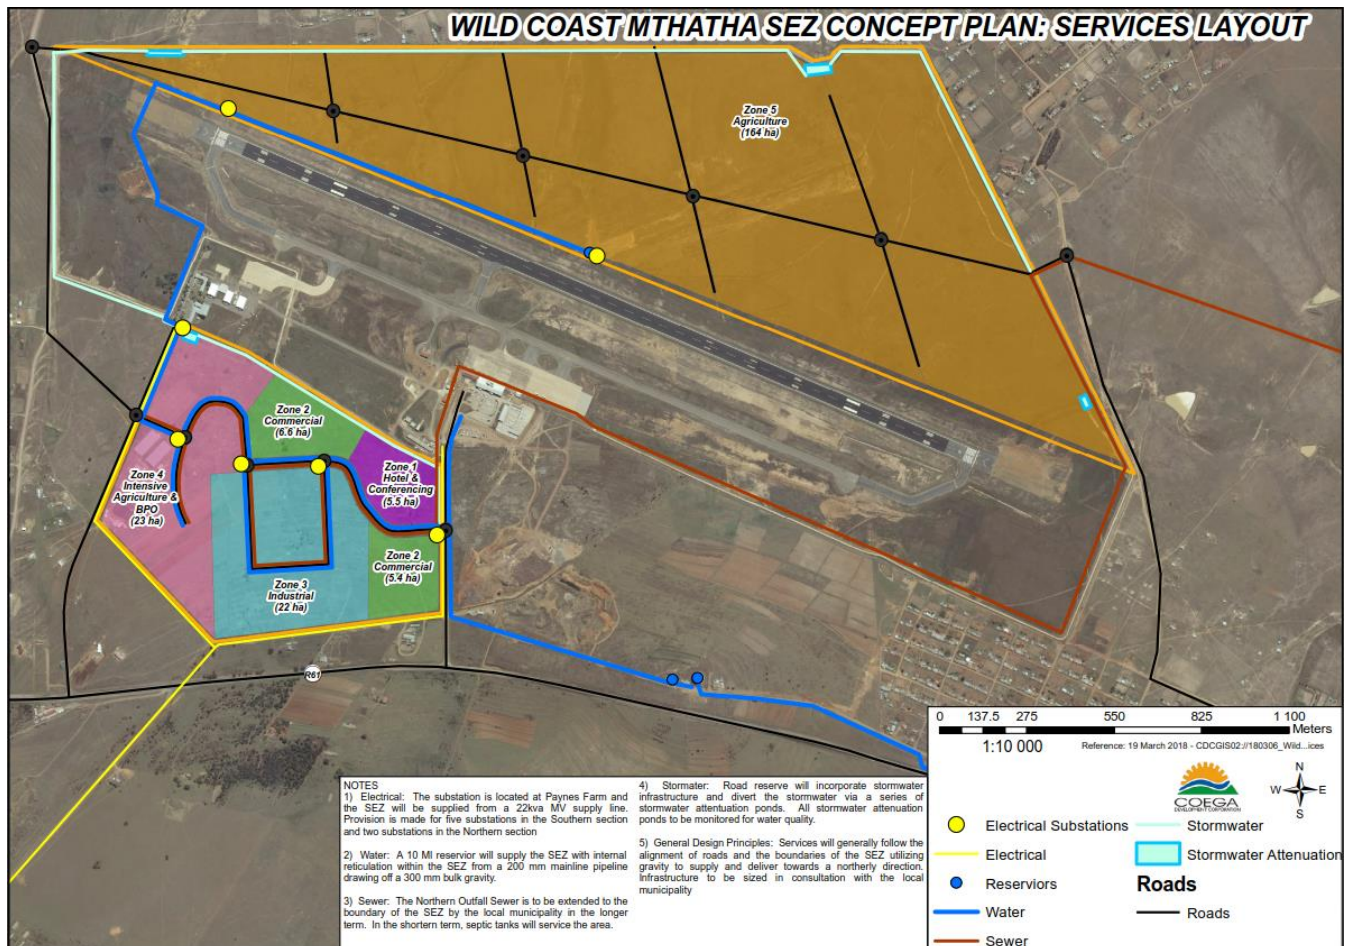 WILD COAST MTHATHA SEZ CONCEPT PLAN: SERVICES LAYOUT
Zone 5
Agriculture
(164 ha)
Zone 2
Commercial
(6.6 ha)
Zone 1
Hotel &
Conferencing
(5.5 ha)
Zone 4
Intensive
Agriculture &
BPO
(23 ha)
Zone 2
Commercial
(5.4 ha)
Zone 3
Industrial
(22 ha)
R61
NOTES
1) Electrical: The substation is located at Paynes Farm and
the SEZ will be supplied from a 22kva MV supply line.
Provision is made for five substations in the Southern section
and two substations in the Northern section
2) Water: A 10 Ml reservior will supply the SEZ with internal
reticulation within the SEZ from a 200 mm mainline pipeline
drawing off a 300 mm bulk gravity.
3) Sewer: The Northern Outfall Sewer is to be extended to the
boundary of the SEZ by the local municipality in the longer
term. In the shortern term, septic tanks will service the area.
4) Stormater: Road reserve will incorporate stormwater
infrastructure and divert the stormwater via a series of
stormwater attentuation ponds. All stormwater attenuation
ponds to be monitored for water quality.
5) General Design Principles: Services will generally follow the
alignment of roads and the boundaries of the SEZ utilizing
gravity to supply and deliver towards a northerly direction.
Infrastructure to be sized in consultation with the local
municipality
0 137.5 275 550 825 1 100
Meters
1:10 000
Reference: 19 March 2018 - CDCGIS02://180306_Wild...ices
COEGA
DEVELOPMENT CORPORATION
N
W E
S
Electrical Substations
Electrical
Reserviors
Water
Sewer
Stormwater
Stormwater Attenuation
Roads
Roads